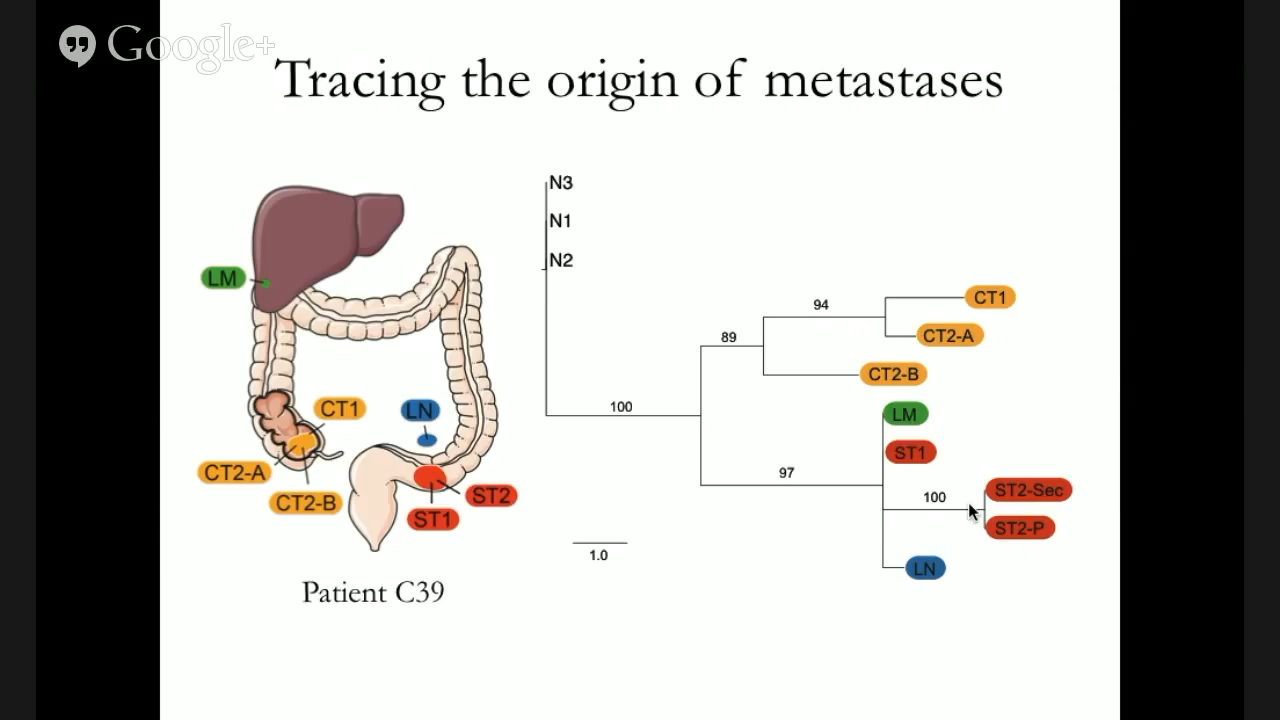 Google+
Tracing the origin of metastases
LM
CT1
LN
CT2-A
CT2-B
ST2
ST1
Patient C39
N3
N1
N2
100
89
94
97
100
CT1
CT2-A
CT2-B
LM
ST1
ST2-Sec
ST2-P
LN
1.0